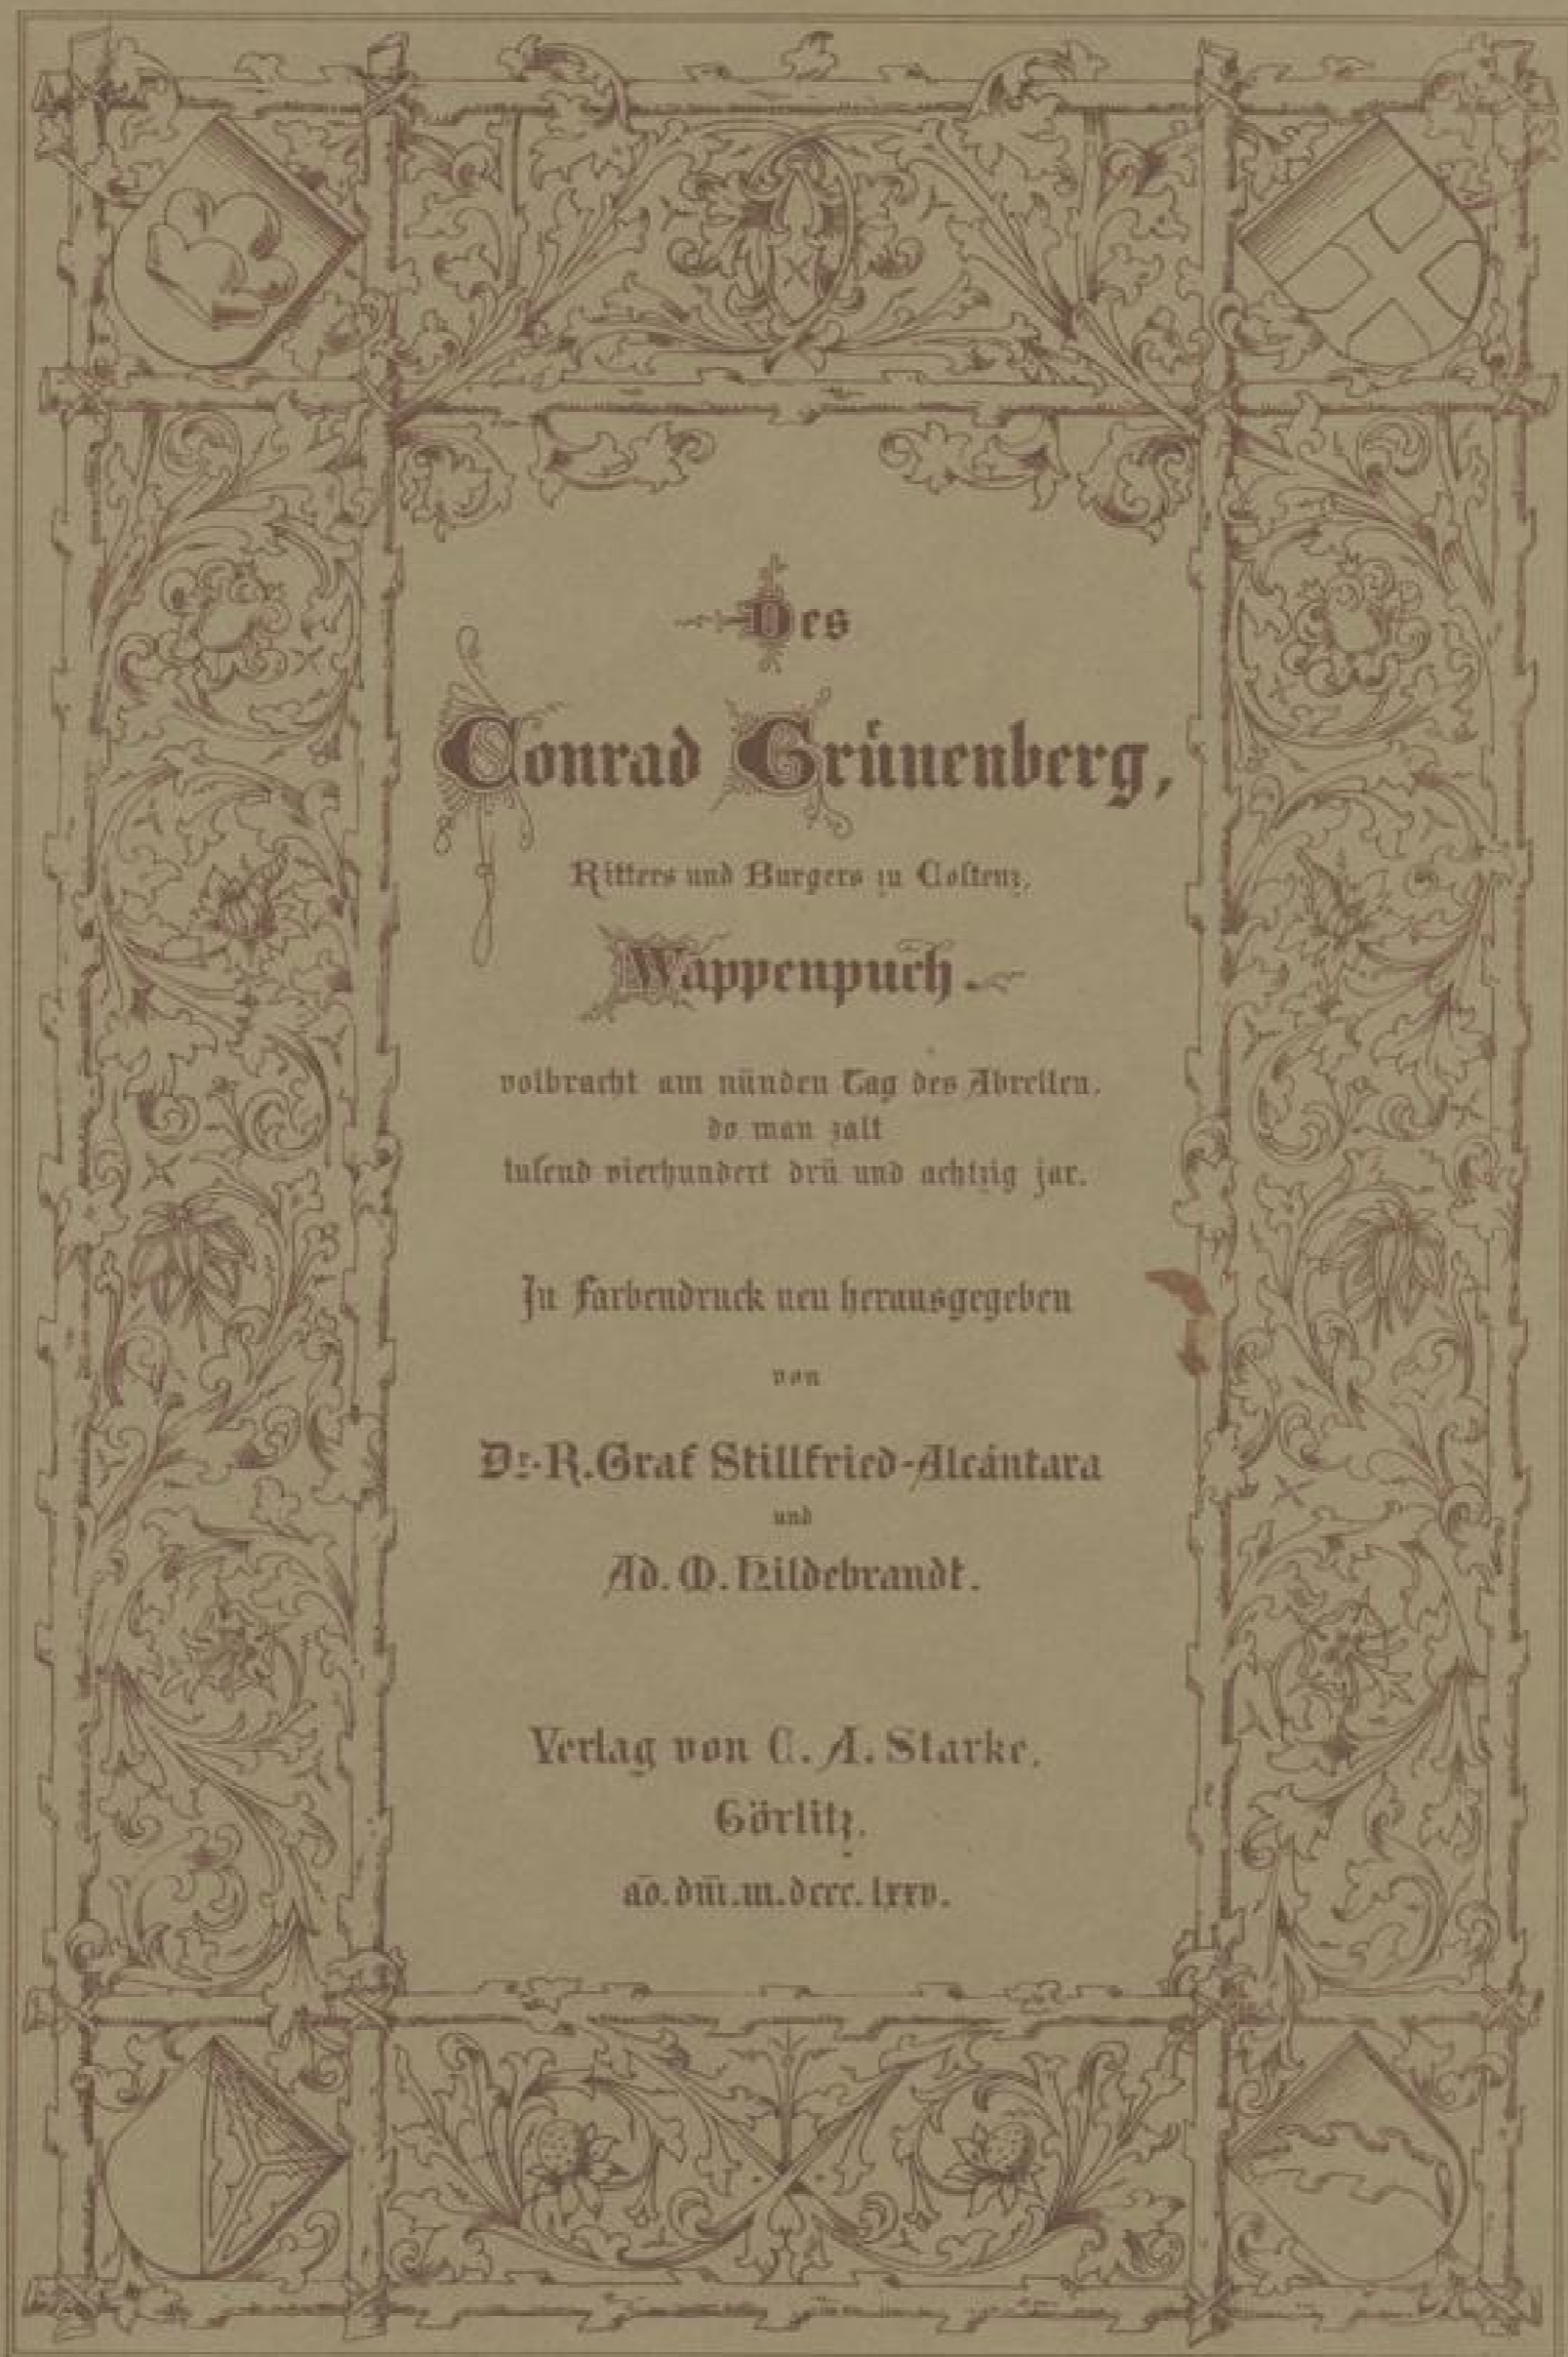 Des
Conrad Grünenberg,
Ritters und Burgers zu Coſtenz,
Wappenpuch.
volbracht am nünden Tag des Abrellen,
do man zalt
tuſend vierhundert drü und achtzig jar.
In Farbendruck neu herausgegeben
von
Dr. R. Graf Stillfried-Alcántara
und
Ad. M. Hildebrandt.
Verlag von C. A. Starke,
Görlitz.
aō. dm̄. m. dccc. lxxv.